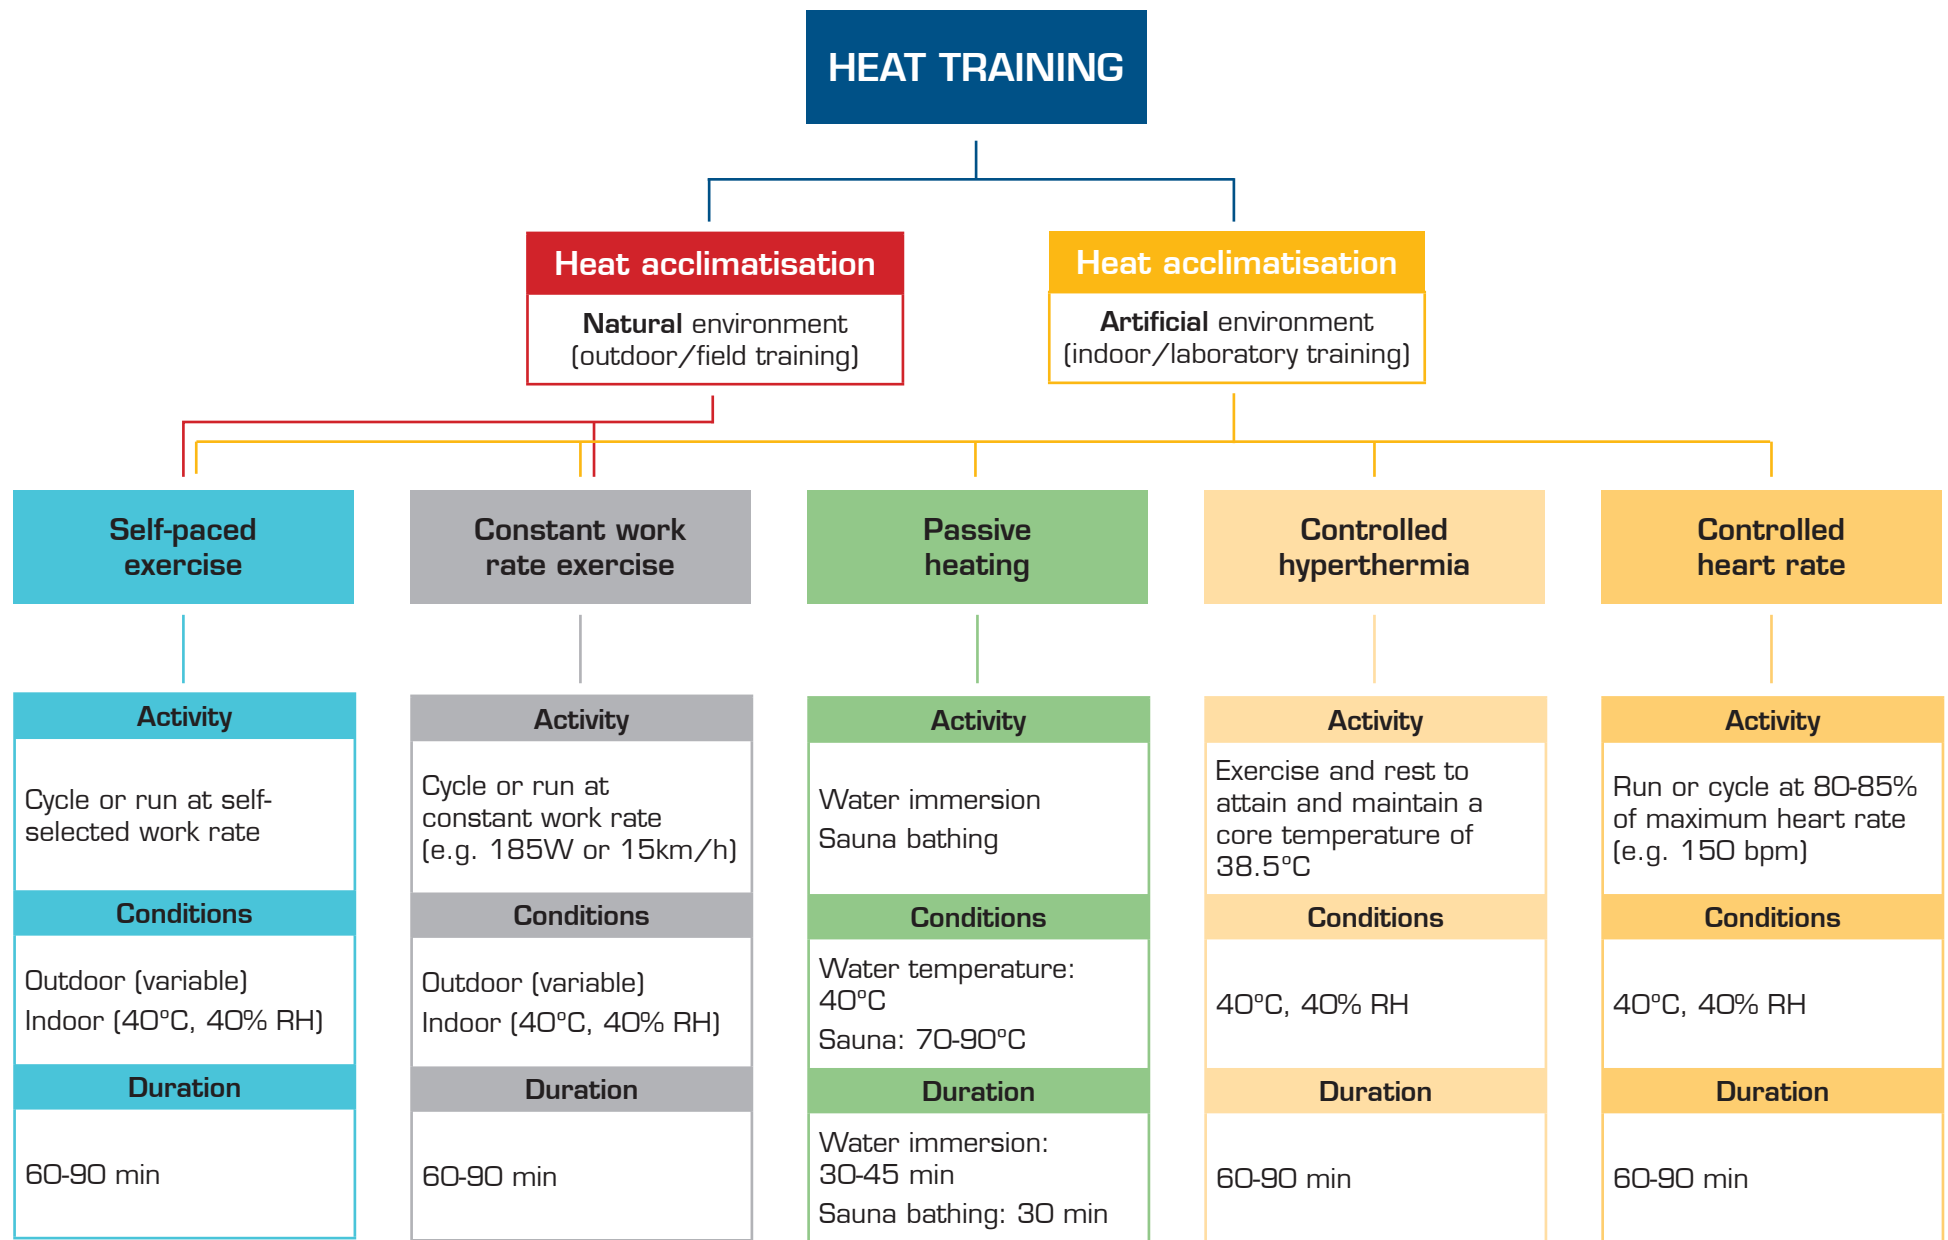 HEAT TRAINING
Heat acclimatisation
Natural environment
(outdoor/field training)
Heat acclimatisation
Artificial environment
(indoor/laboratory training)
Self-paced
exercise
Activity
Cycle or run at self-
selected work rate
Conditions
Outdoor (variable)
Indoor (40°C, 40% RH)
Duration
60-90 min
Constant work
rate exercise
Activity
Cycle or run at
constant work rate
(e.g. 185W or 15km/h)
Conditions
Outdoor (variable)
Indoor (40°C, 40% RH)
Duration
60-90 min
Passive
heating
Activity
Water immersion
Sauna bathing
Conditions
Water temperature:
40°C
Sauna: 70-90°C
Duration
Water immersion:
30-45 min
Sauna bathing: 30 min
Controlled
hyperthermia
Activity
Exercise and rest to
attain and maintain a
core temperature of
38.5°C
Conditions
40°C, 40% RH
Duration
60-90 min
Controlled
heart rate
Activity
Run or cycle at 80-85%
of maximum heart rate
(e.g. 150 bpm)
Conditions
40°C, 40% RH
Duration
60-90 min